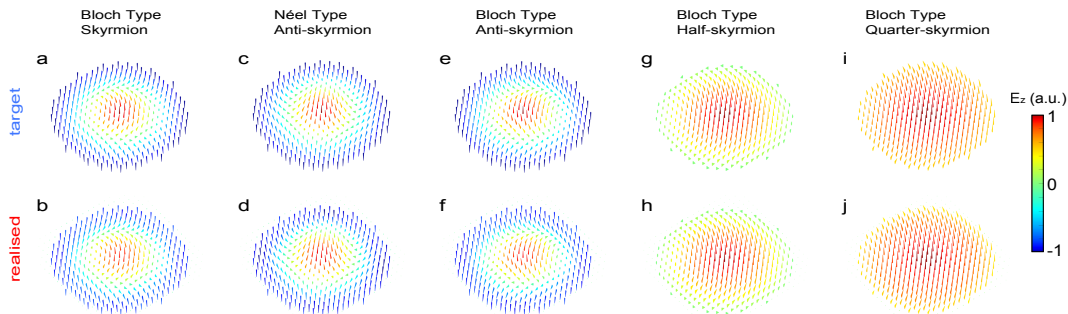 Bloch Type
Skyrmion
Néel Type
Anti-skyrmion
Bloch Type
Anti-skyrmion
Bloch Type
Half-skyrmion
Bloch Type
Quarter-skyrmion
a
c
e
g
i
target
b
d
f
h
j
realised
Ez (a.u.)
1
0
-1